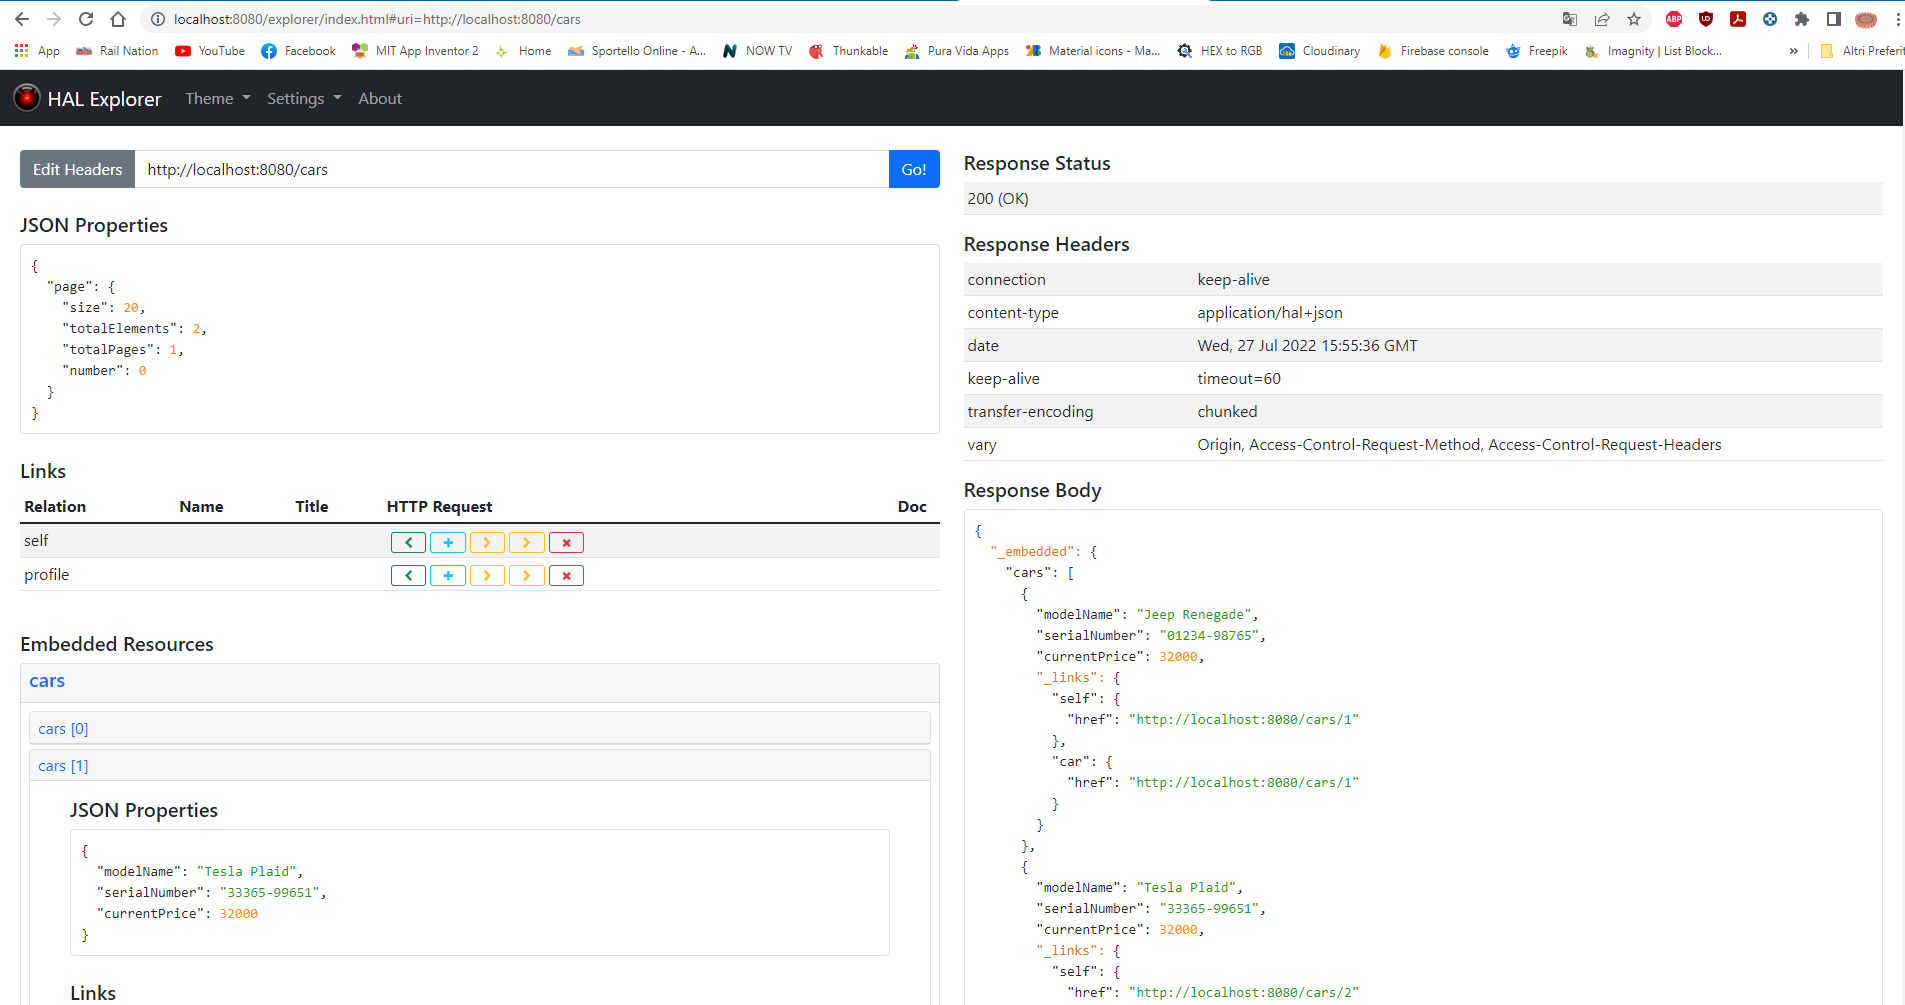 localhost:8080/explorer/index.html#uri=http://localhost:8080/cars
App Rail Nation YouTube Facebook MIT App Inventor 2 Home Sportello Online - A... NOW TV Thunkable Pura Vida Apps Material icons - Ma... HEX to RGB Cloudinary Firebase console Freepik Imagnity | List Block... » Altri Preferit
HAL Explorer Theme Settings About
Edit Headers http://localhost:8080/cars Go!
JSON Properties
{
"page": {
"size": 20,
"totalElements": 2,
"totalPages": 1,
"number": 0
}
}
Links
Relation Name Title HTTP Request Doc
self
profile
Embedded Resources
cars
cars [0]
cars [1]
JSON Properties
{
"modelName": "Tesla Plaid",
"serialNumber": "33365-99651",
"currentPrice": 32000
}
Links
Response Status
200 (OK)
Response Headers
connection keep-alive
content-type application/hal+json
date Wed, 27 Jul 2022 15:55:36 GMT
keep-alive timeout=60
transfer-encoding chunked
vary Origin, Access-Control-Request-Method, Access-Control-Request-Headers
Response Body
{
"_embedded": {
"cars": [
{
"modelName": "Jeep Renegade",
"serialNumber": "01234-98765",
"currentPrice": 32000,
"_links": {
"self": {
"href": "http://localhost:8080/cars/1"
},
"car": {
"href": "http://localhost:8080/cars/1"
}
}
},
{
"modelName": "Tesla Plaid",
"serialNumber": "33365-99651",
"currentPrice": 32000,
"_links": {
"self": {
"href": "http://localhost:8080/cars/2"